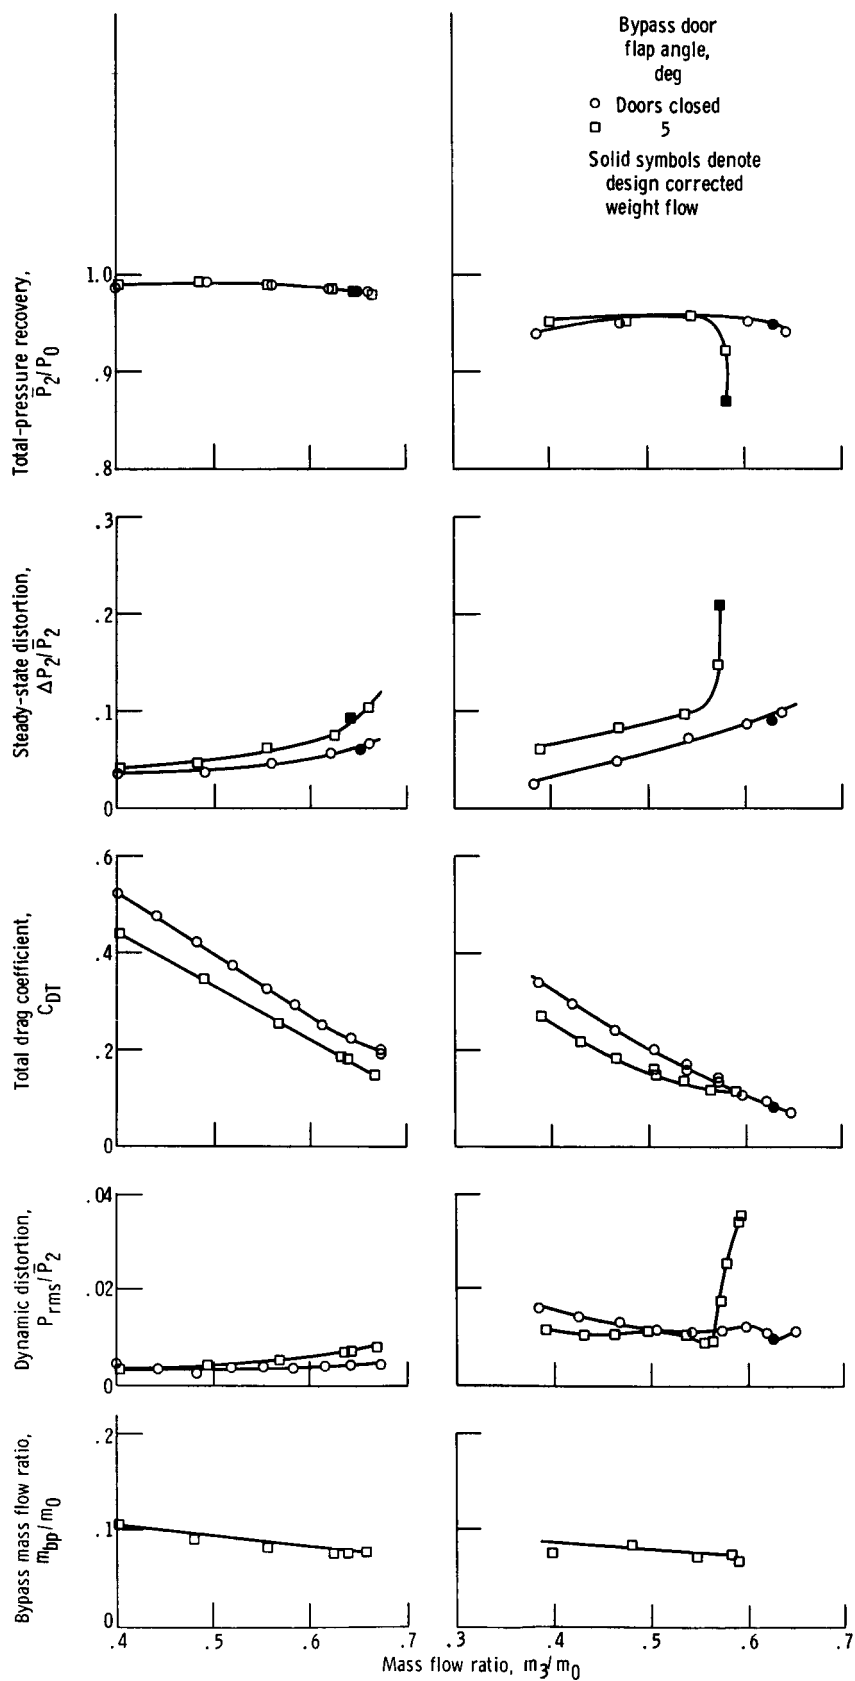 Bypass door
flap angle,
deg
Doors closed
5
Solid symbols denote
design corrected
weight flow
Total-pressure recovery,
P̅2/P0
1.0
.9
.8
Steady-state distortion,
ΔP2/P̅2
.3
.2
.1
0
Total drag coefficient,
CDT
.6
.4
.2
0
Dynamic distortion,
Prms/P̅2
.04
.02
0
Bypass mass flow ratio,
mbp/m0
.2
.1
0
.4 .5 .6 .7
.3 .4 .5 .6 .7
Mass flow ratio, m3/m0